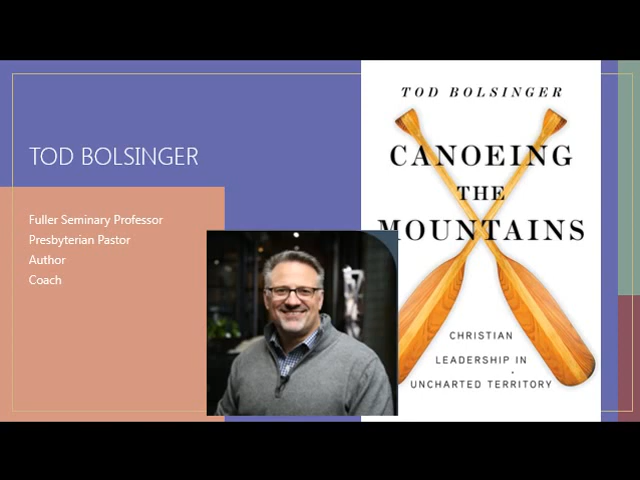 TOD BOLSINGER
Fuller Seminary Professor
Presbyterian Pastor
Author
Coach
TOD BOLSINGER
CANOEING
THE
MOUNTAINS
CHRISTIAN
LEADERSHIP IN
UNCHARTED TERRITORY